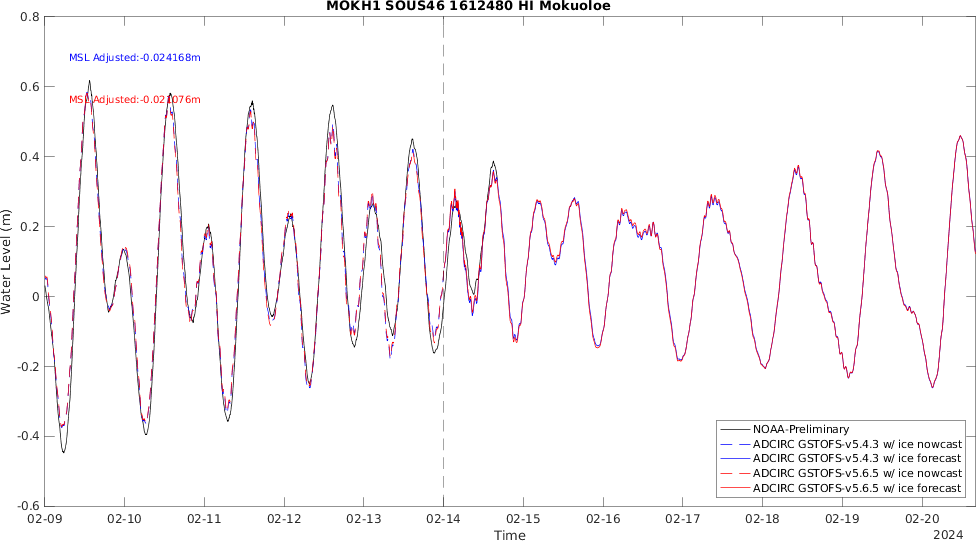 MOKH1 SOUS46 1612480 HI Mokuoloe
MSL Adjusted:-0.024168m
Adjusted:
0.8
0.6
0.4
0.2
0
-0.2
-0.4
-0.6
Water Level (m)
NOAA-Preliminary
ADCIRC GSTOFS-v5.4.3 w/ ice nowcast
ADCIRC GSTOFS-v5.4.3 w/ ice forecast
ADCIRC GSTOFS-v5.6.5 w/ ice nowcast
ADCIRC GSTOFS-v5.6.5 w/ ice forecast
02-09 02-10 02-11 02-12 02-13 02-14 02-15 02-16 02-17 02-18 02-19 02-20
2024
Time